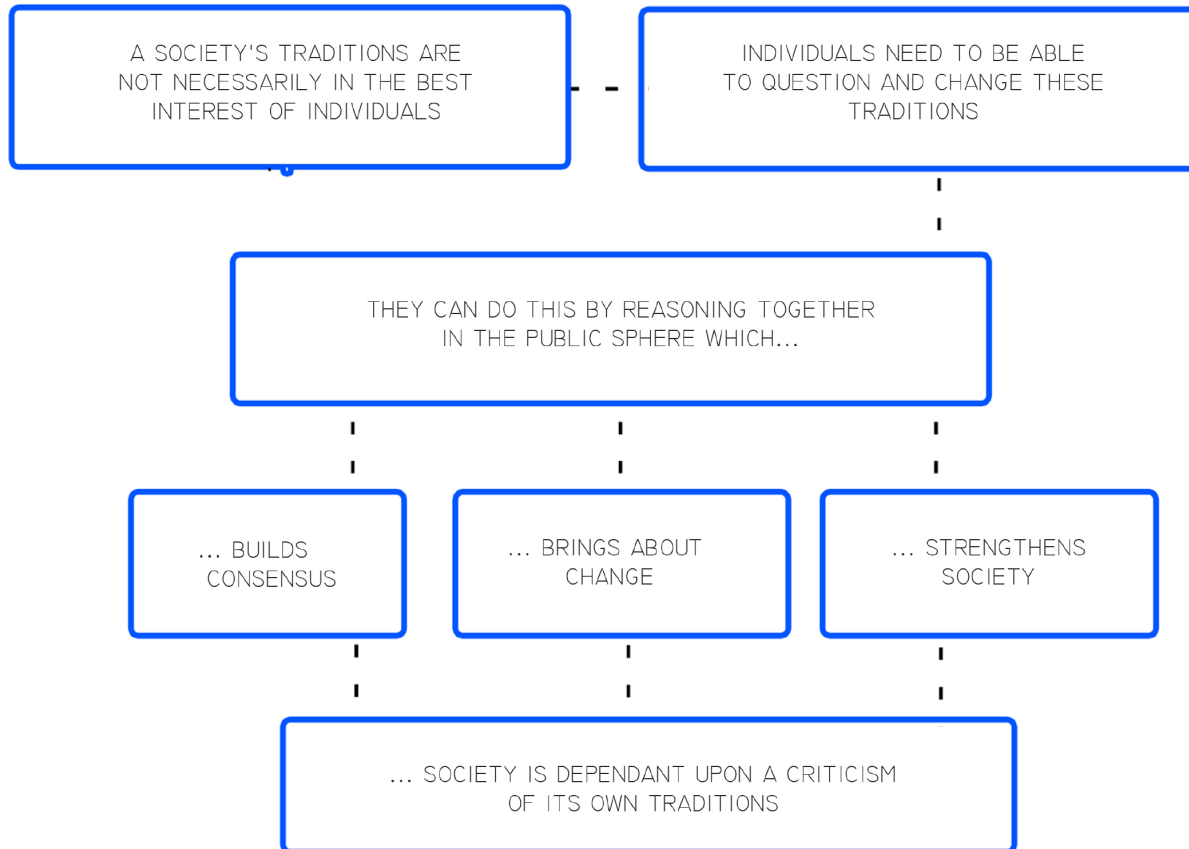 A SOCIETY'S TRADITIONS ARE
NOT NECESSARILY IN THE BEST
INTEREST OF INDIVIDUALS
INDIVIDUALS NEED TO BE ABLE
TO QUESTION AND CHANGE THESE
TRADITIONS
THEY CAN DO THIS BY REASONING TOGETHER
IN THE PUBLIC SPHERE WHICH...
... BUILDS
CONSENSUS
... BRINGS ABOUT
CHANGE
... STRENGTHENS
SOCIETY
... SOCIETY IS DEPENDANT UPON A CRITICISM
OF ITS OWN TRADITIONS